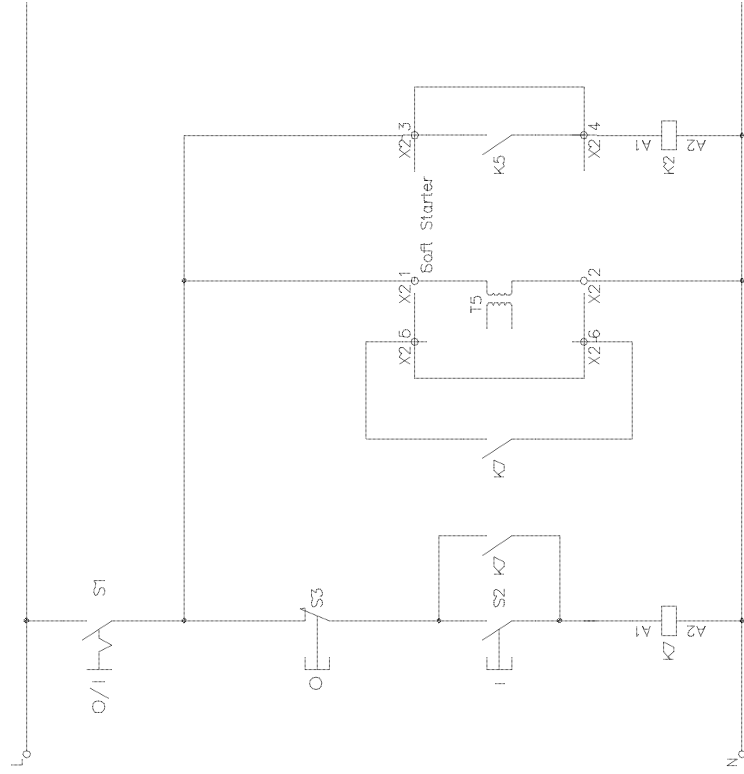 L
O/I
S1
S3
O
K7
S2
I
A1
K7
A2
X2 3
K5
X2 4
A1
K2
A2
Soft Starter
X2 1
T5
X2 2
X2 5
X2 6
K7
N